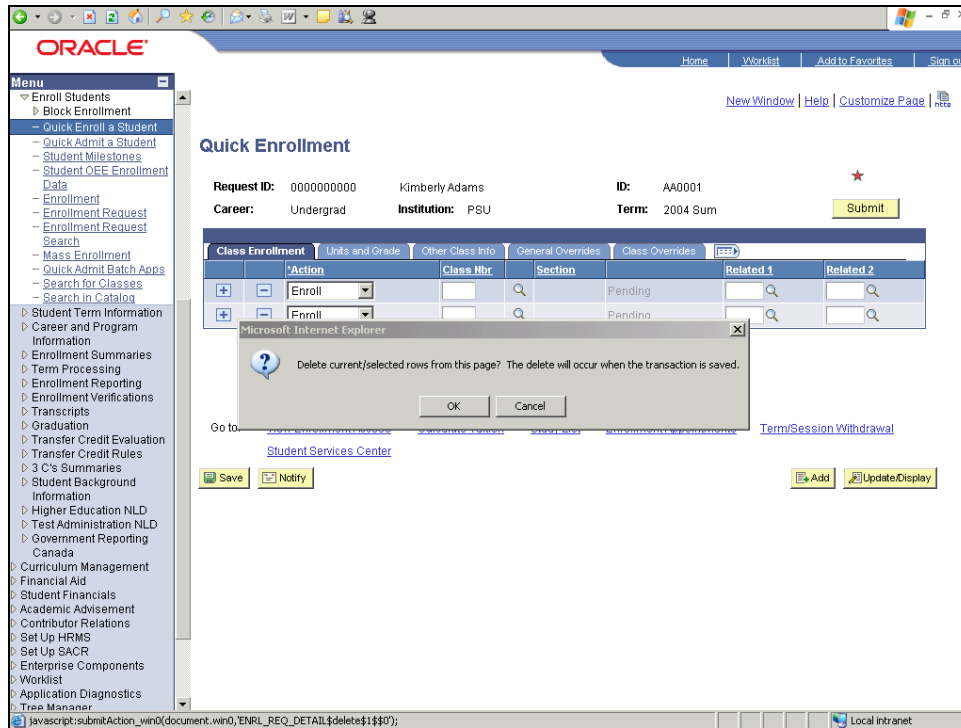 ORACLE'
Home
Worklist
Add to Favorites
Menu
Enroll Students
Block Enrollment
Quick Enroll a Student
Quick Admit a Student
Student Milestones
Student OEE Enrollment
Data
Enrollment
Enrollment Request
Enrollment Request
Search
Mass Enrollment
Quick Admit Batch Apps
Search for Classes
Search in Catalog
Student Term Information
Career and Program
Information
Enrollment Summaries
Term Processing
Enrollment Reporting
Enrollment Verifications
Transcripts
Graduation
Transfer Credit Evaluation
Transfer Credit Rules
3 C's Summaries
Student Background
Information
Higher Education NLD
Test Administration NLD
Government Reporting
Canada
Curriculum Management
Financial Aid
Student Financials
Academic Advisement
Contributor Relations
Set Up HRMS
Set Up SACR
Enterprise Components
Worklist
Application Diagnostics
Tree Manager
New Window | Help | Customize Page | http
Quick Enrollment
Request ID: 0000000000 Kimberly Adams ID: AA0001
Career: Undergrad Institution: PSU Term: 2004 Sum Submit
Class Enrollment Units and Grade Other Class Info General Overrides Class Overrides
*Action Class Nbr Section Related 1 Related 2
Enroll Pending
Enroll Pending
Microsoft Internet Explorer
Delete current/selected rows from this page? The delete will occur when the transaction is saved.
OK Cancel
Go to: Term/Session Withdrawal
Student Services Center
Save Notify Add Update/Display
javascript:submitAction_win0(document.win0,'ENRL_REQ_DETAIL$delete$1$$0'); Local intranet